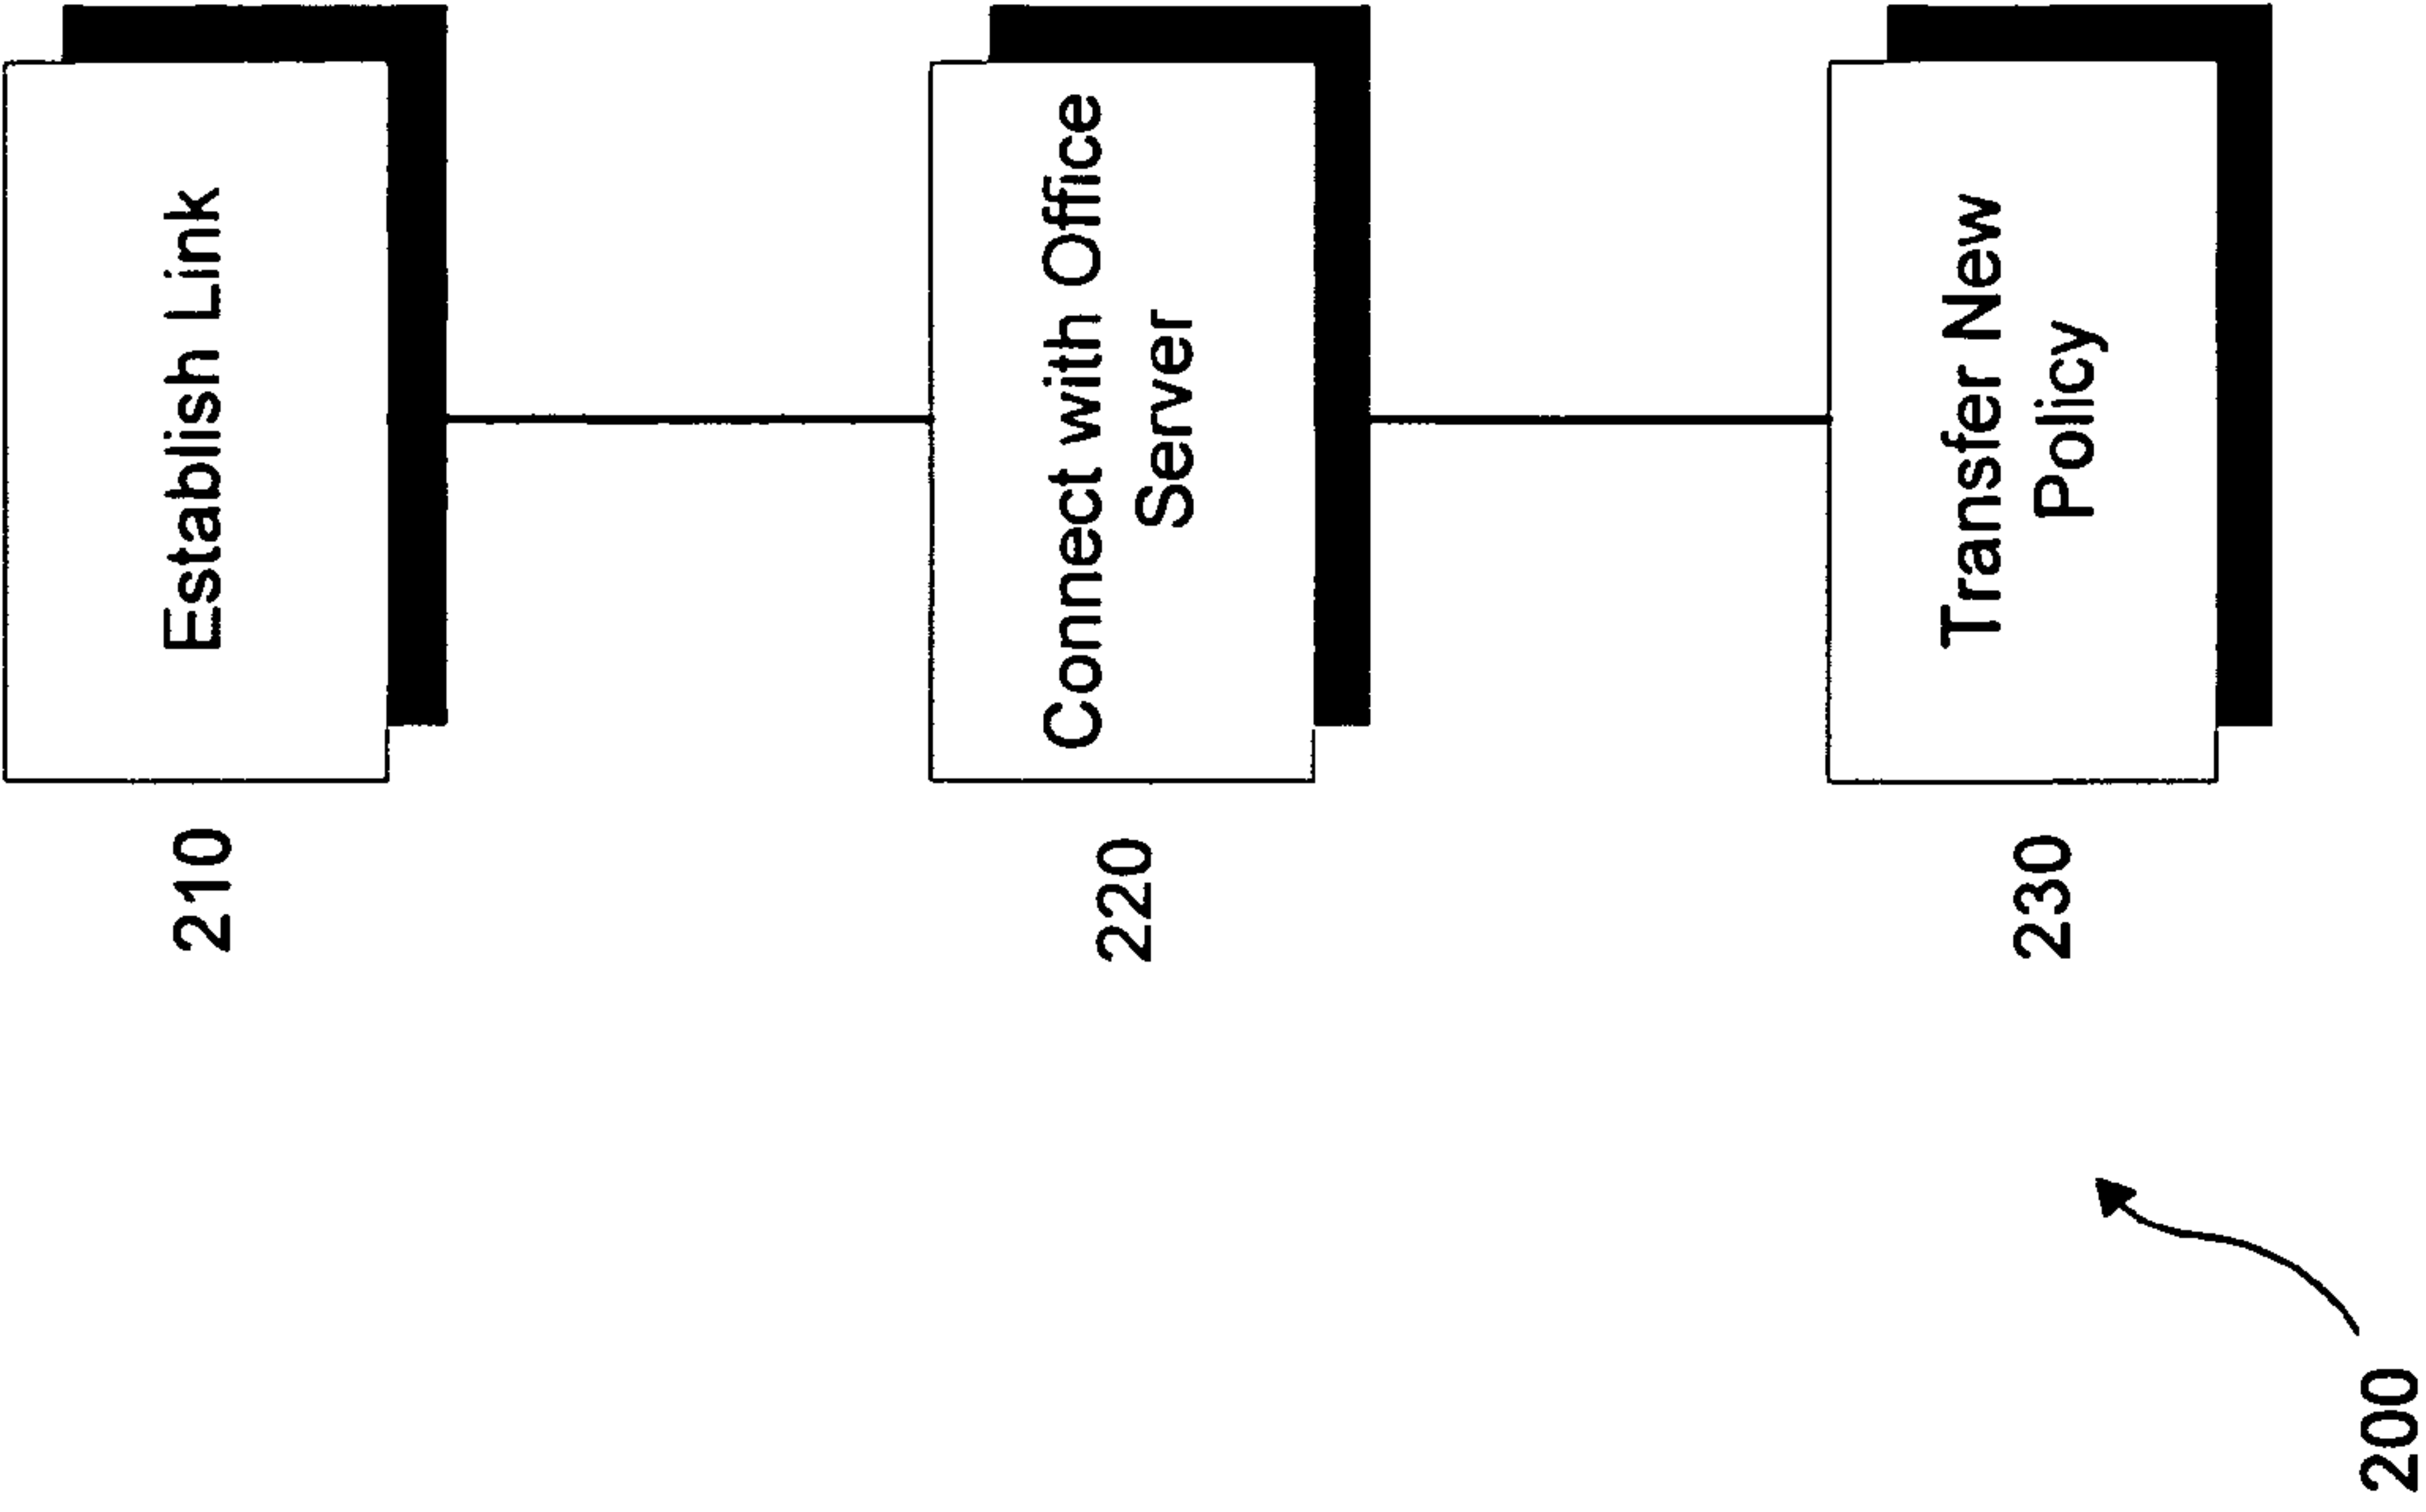 210
Establish Link
220
Connect with Office
Server
230
Transfer New
Policy
200